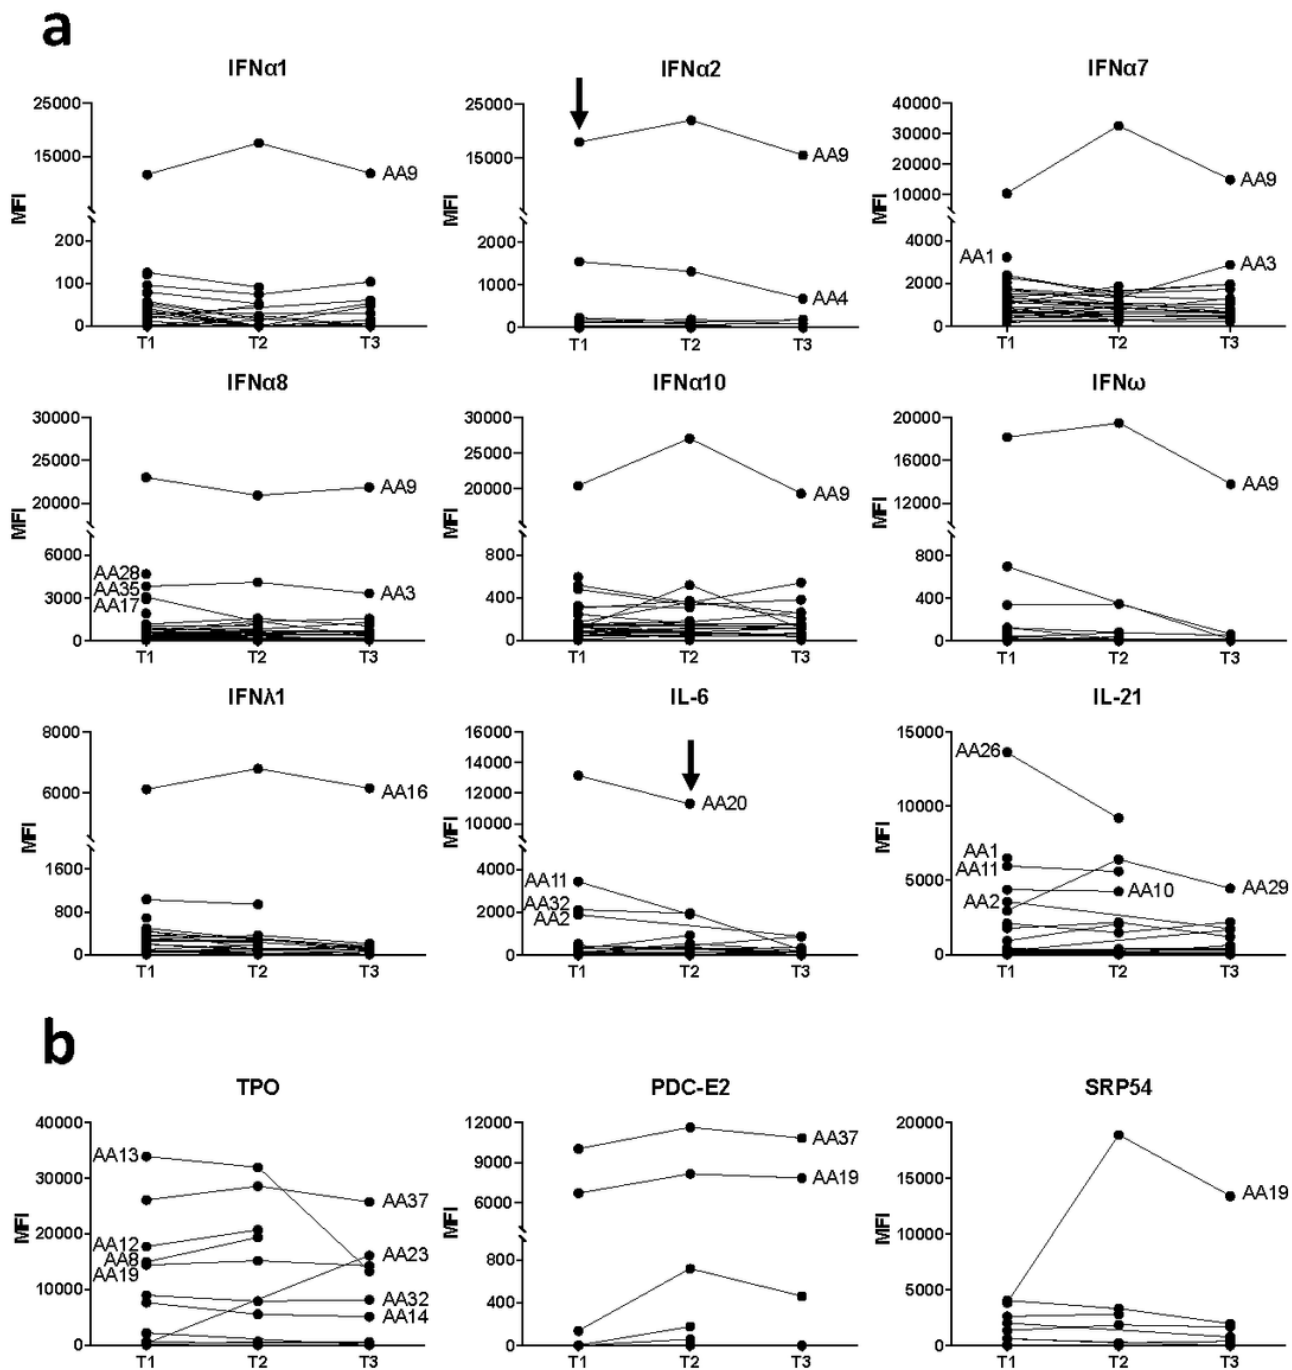 a
IFNα1
MFI
25000
15000
200
100
0
T1 T2 T3
AA9
IFNα2
MFI
25000
15000
2000
1000
0
T1 T2 T3
AA9
AA4
IFNα7
MFI
40000
30000
20000
10000
4000
2000
0
T1 T2 T3
AA9
AA1
AA3
IFNα8
MFI
30000
25000
20000
6000
3000
0
T1 T2 T3
AA9
AA28
AA35
AA17
AA3
IFNα10
MFI
30000
25000
20000
800
400
0
T1 T2 T3
AA9
IFNω
MFI
20000
16000
12000
800
400
0
T1 T2 T3
AA9
IFNλ1
MFI
8000
6000
1600
800
0
T1 T2 T3
AA16
IL-6
MFI
16000
14000
12000
10000
4000
2000
0
T1 T2 T3
AA20
AA11
AA32
AA2
IL-21
MFI
15000
10000
5000
0
T1 T2 T3
AA26
AA1
AA11
AA2
AA10
AA29
b
TPO
MFI
40000
30000
20000
10000
0
T1 T2 T3
AA13
AA12
AA8
AA19
AA37
AA23
AA32
AA14
PDC-E2
MFI
12000
9000
6000
800
400
0
T1 T2 T3
AA37
AA19
SRP54
MFI
20000
15000
10000
5000
0
T1 T2 T3
AA19